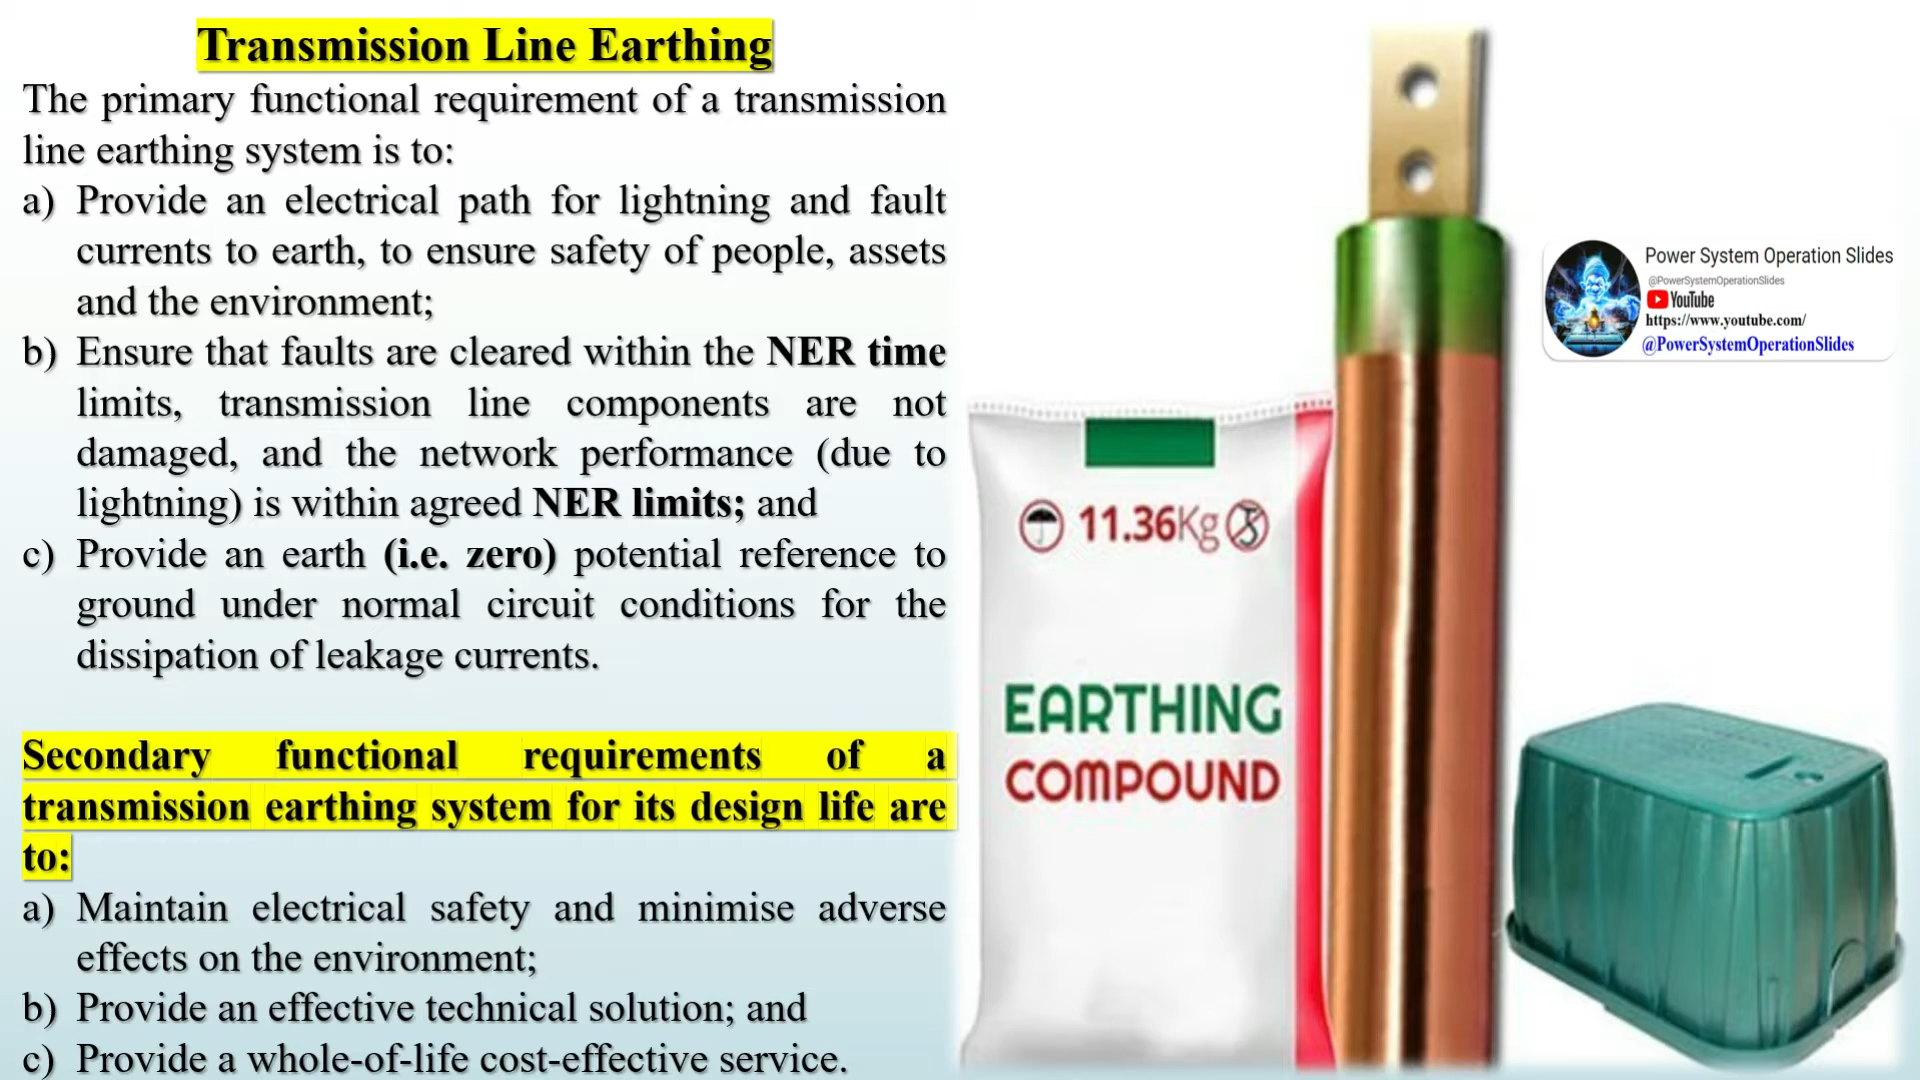 Transmission Line Earthing
The primary functional requirement of a transmission
line earthing system is to:
a) Provide an electrical path for lightning and fault
currents to earth, to ensure safety of people, assets
and the environment;
b) Ensure that faults are cleared within the NER time
limits, transmission line components are not
damaged, and the network performance (due to
lightning) is within agreed NER limits; and
c) Provide an earth (i.e. zero) potential reference to
ground under normal circuit conditions for the
dissipation of leakage currents.
Secondary functional requirements of a
transmission earthing system for its design life are
to:
a) Maintain electrical safety and minimise adverse
effects on the environment;
b) Provide an effective technical solution; and
c) Provide a whole-of-life cost-effective service.
11.36Kg
EARTHING
COMPOUND
Power System Operation Slides
@PowerSystemOperationSlides
YouTube
https://www.youtube.com/
@PowerSystemOperationSlides